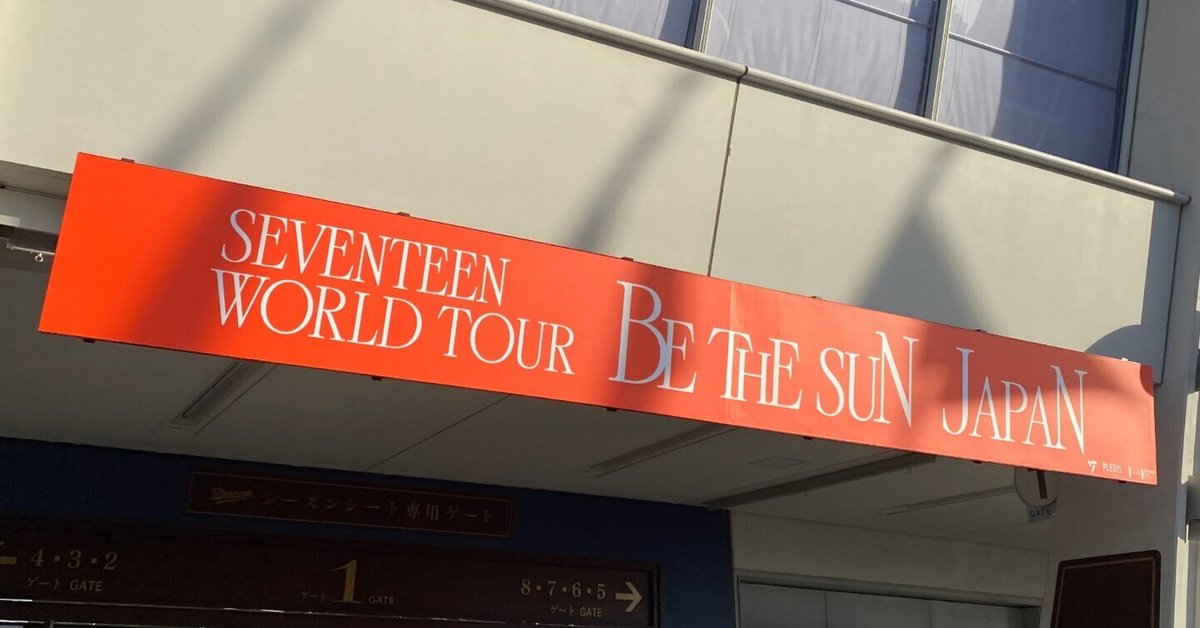 SEVENTEEN
WORLD TOUR
BE THE SUN JAPAN
PLEDIS
GATE
Dragons シーズンシート専用ゲート
4・3・2
ゲート GATE
ゲート 1 GATE
8・7・6・5
ゲート GATE